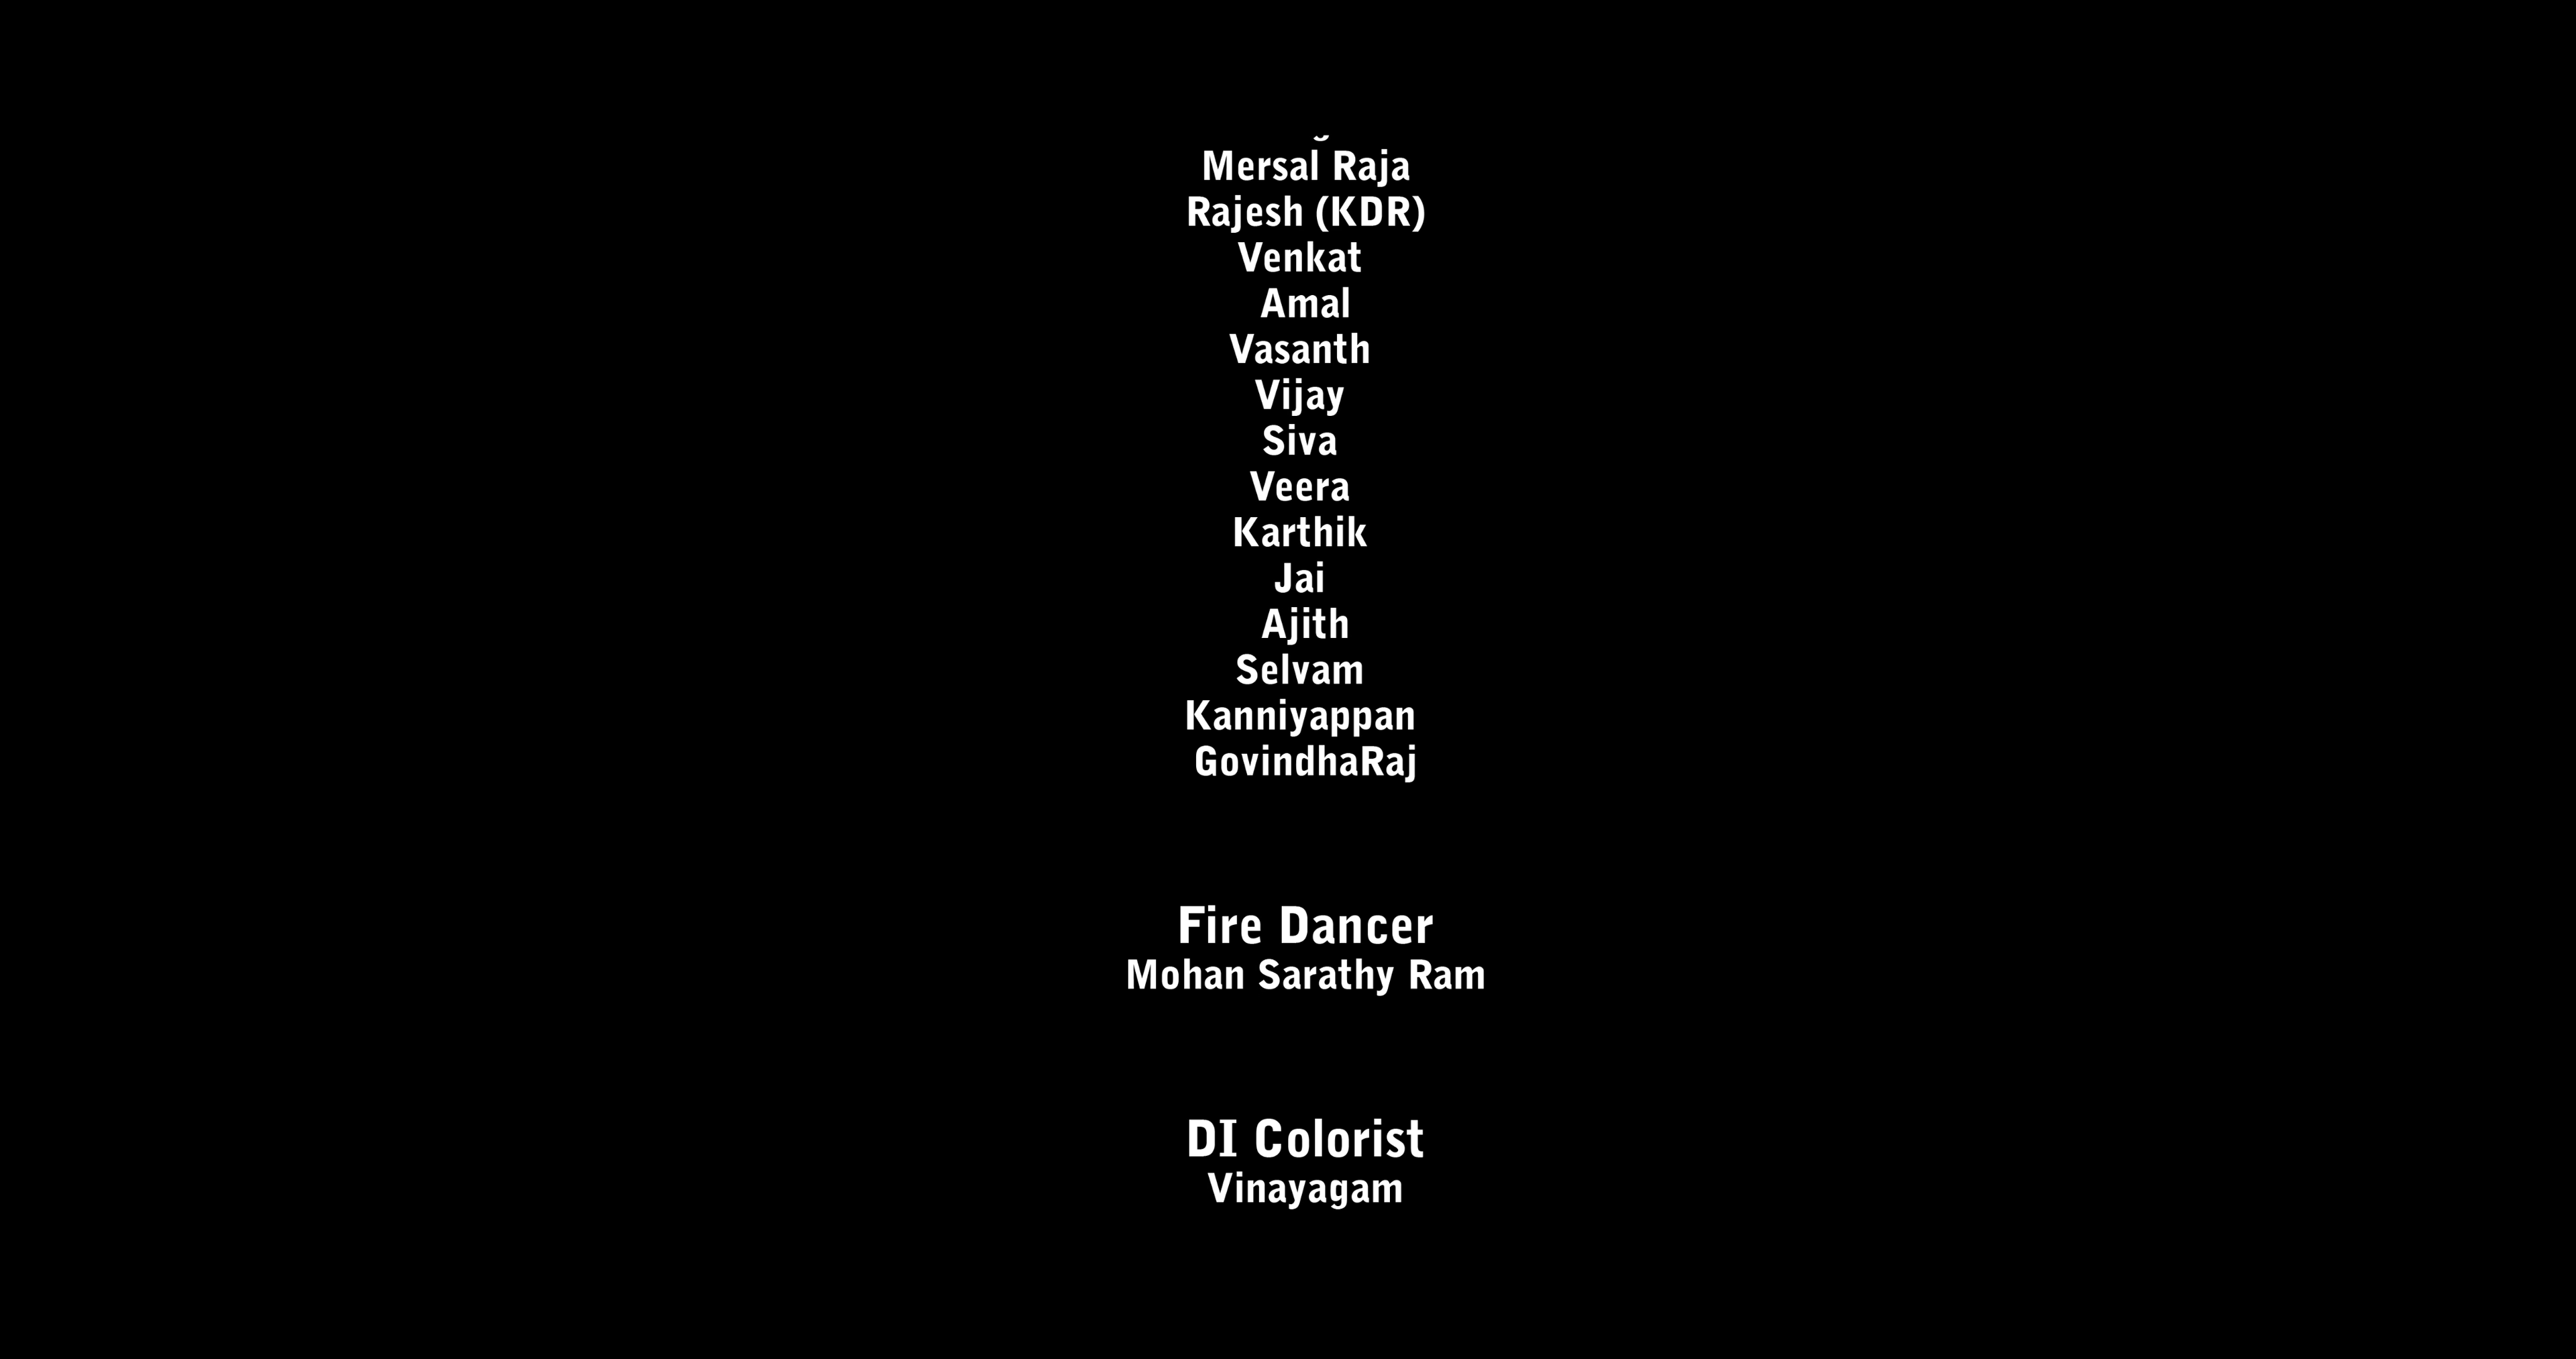 Mersal Raja
Rajesh (KDR)
Venkat
Amal
Vasanth
Vijay
Siva
Veera
Karthik
Jai
Ajith
Selvam
Kanniyappan
GovindhaRaj
Fire Dancer
Mohan Sarathy Ram
DI Colorist
Vinayagam